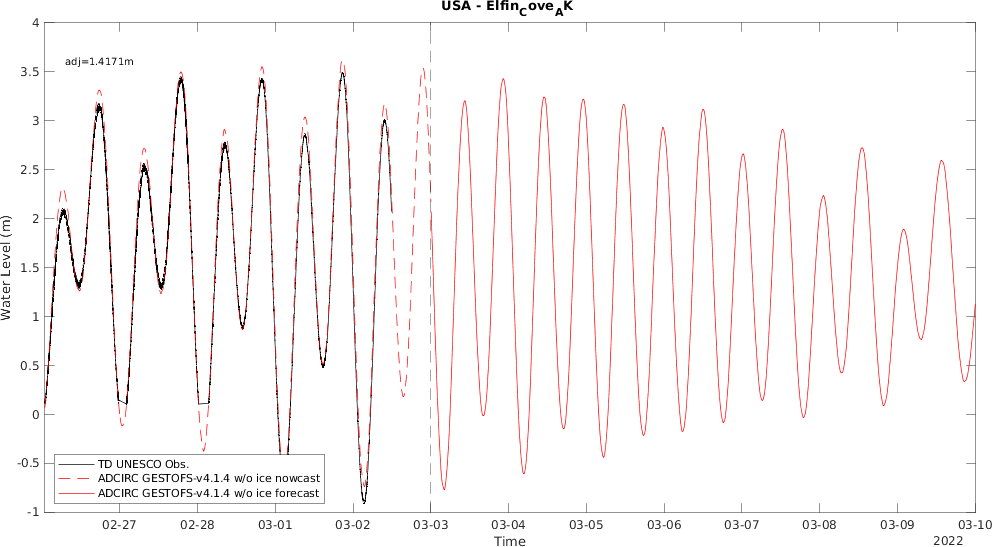 USA - ElfinCoveAK
adj=1.4171m
Water Level (m)
4
3.5
3
2.5
2
1.5
1
0.5
0
-0.5
-1
TD UNESCO Obs.
ADCIRC GESTOFS-v4.1.4 w/o ice nowcast
ADCIRC GESTOFS-v4.1.4 w/o ice forecast
02-27 02-28 03-01 03-02 03-03 03-04 03-05 03-06 03-07 03-08 03-09 03-10
Time
2022